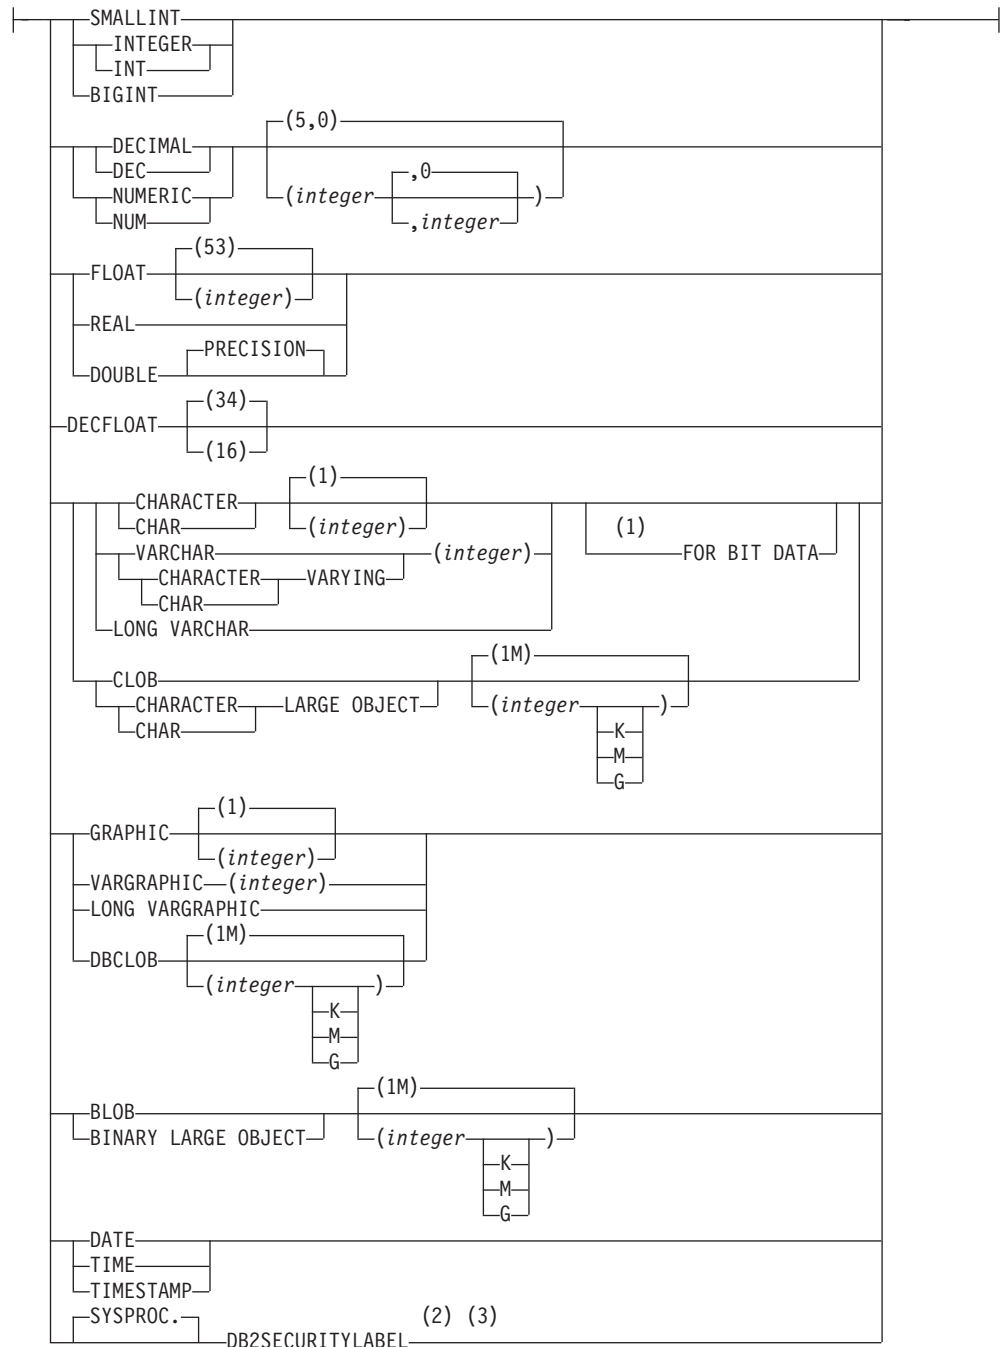 SMALLINT
INTEGER
INT
BIGINT
(5,0)
DECIMAL
DEC ,0
NUMERIC (integer )
NUM ,integer
(53)
FLOAT
(integer)
REAL
PRECISION
DOUBLE
(34)
DECFLOAT
(16)
(1)
CHARACTER
CHAR (integer) (1)
VARCHAR (integer) FOR BIT DATA
CHARACTER VARYING
CHAR
LONG VARCHAR
(1M)
CLOB
CHARACTER LARGE OBJECT (integer )
CHAR K
M
G
(1)
GRAPHIC
(integer)
VARGRAPHIC (integer)
LONG VARGRAPHIC
(1M)
DBCLOB
(integer )
K
M
G
(1M)
BLOB
BINARY LARGE OBJECT (integer )
K
M
G
DATE
TIME
TIMESTAMP
SYSPROC. (2) (3)
DB2SECURITYLABEL